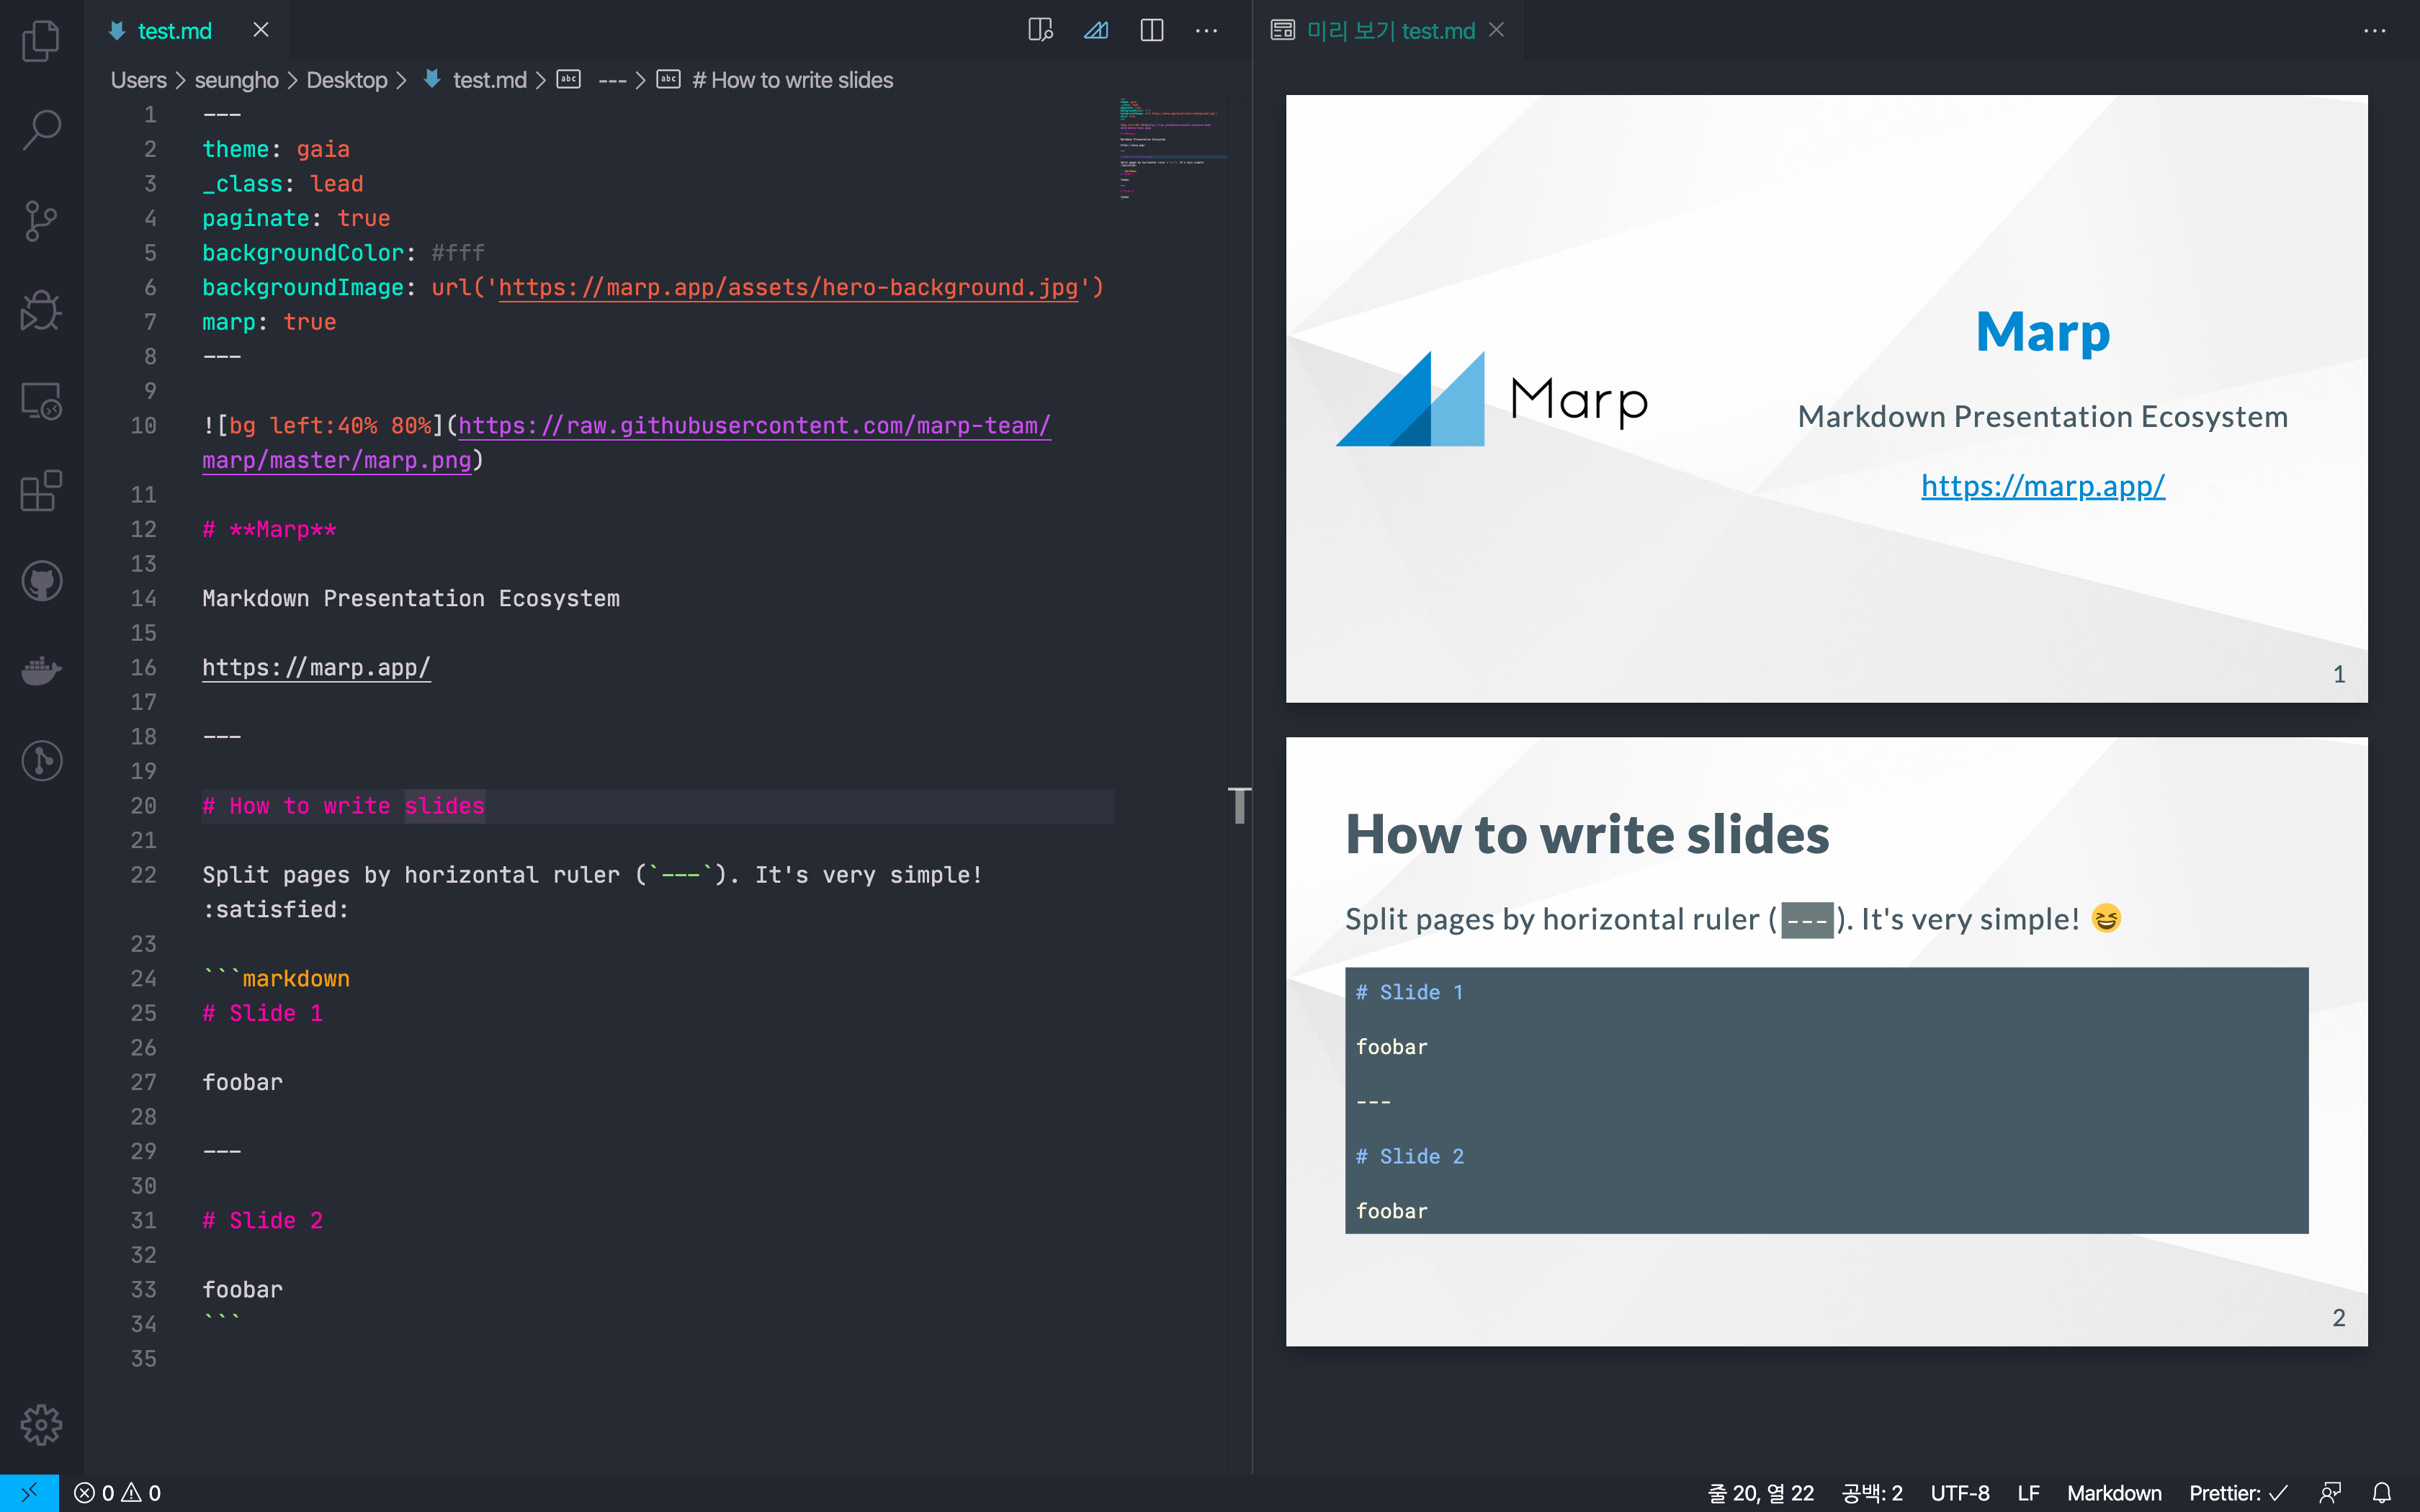 test.md
미리 보기 test.md
Users > seungho > Desktop > test.md > abc --- > abc # How to write slides
1 ---
2 theme: gaia
3 _class: lead
4 paginate: true
5 backgroundColor: #fff
6 backgroundImage: url('https://marp.app/assets/hero-background.jpg')
7 marp: true
8 ---
9
10 ![bg left:40% 80%](https://raw.githubusercontent.com/marp-team/
marp/master/marp.png)
11
12 # **Marp**
13
14 Markdown Presentation Ecosystem
15
16 https://marp.app/
17
18 ---
19
20 # How to write slides
21
22 Split pages by horizontal ruler (`---`). It's very simple!
:satisfied:
23
24 ```markdown
25 # Slide 1
26
27 foobar
28
29 ---
30
31 # Slide 2
32
33 foobar
34 ```
35
Marp
Marp
Markdown Presentation Ecosystem
https://marp.app/
1
How to write slides
Split pages by horizontal ruler (---). It's very simple! 😆
# Slide 1
foobar
---
# Slide 2
foobar
2
0 0
줄 20, 열 22 공백: 2 UTF-8 LF Markdown Prettier: ✓